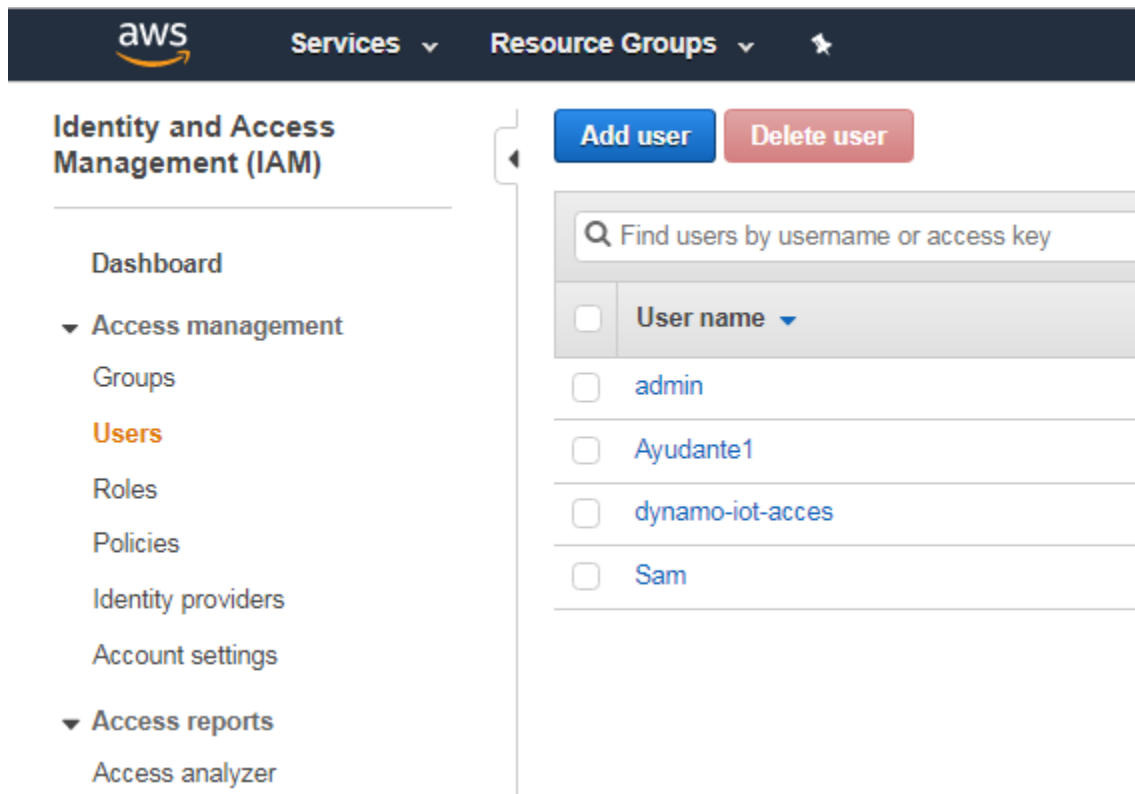 aws Services Resource Groups
Identity and Access
Management (IAM)
Dashboard
Access management
Groups
Users
Roles
Policies
Identity providers
Account settings
Access reports
Access analyzer
Add user Delete user
Find users by username or access key
User name
admin
Ayudante1
dynamo-iot-acces
Sam